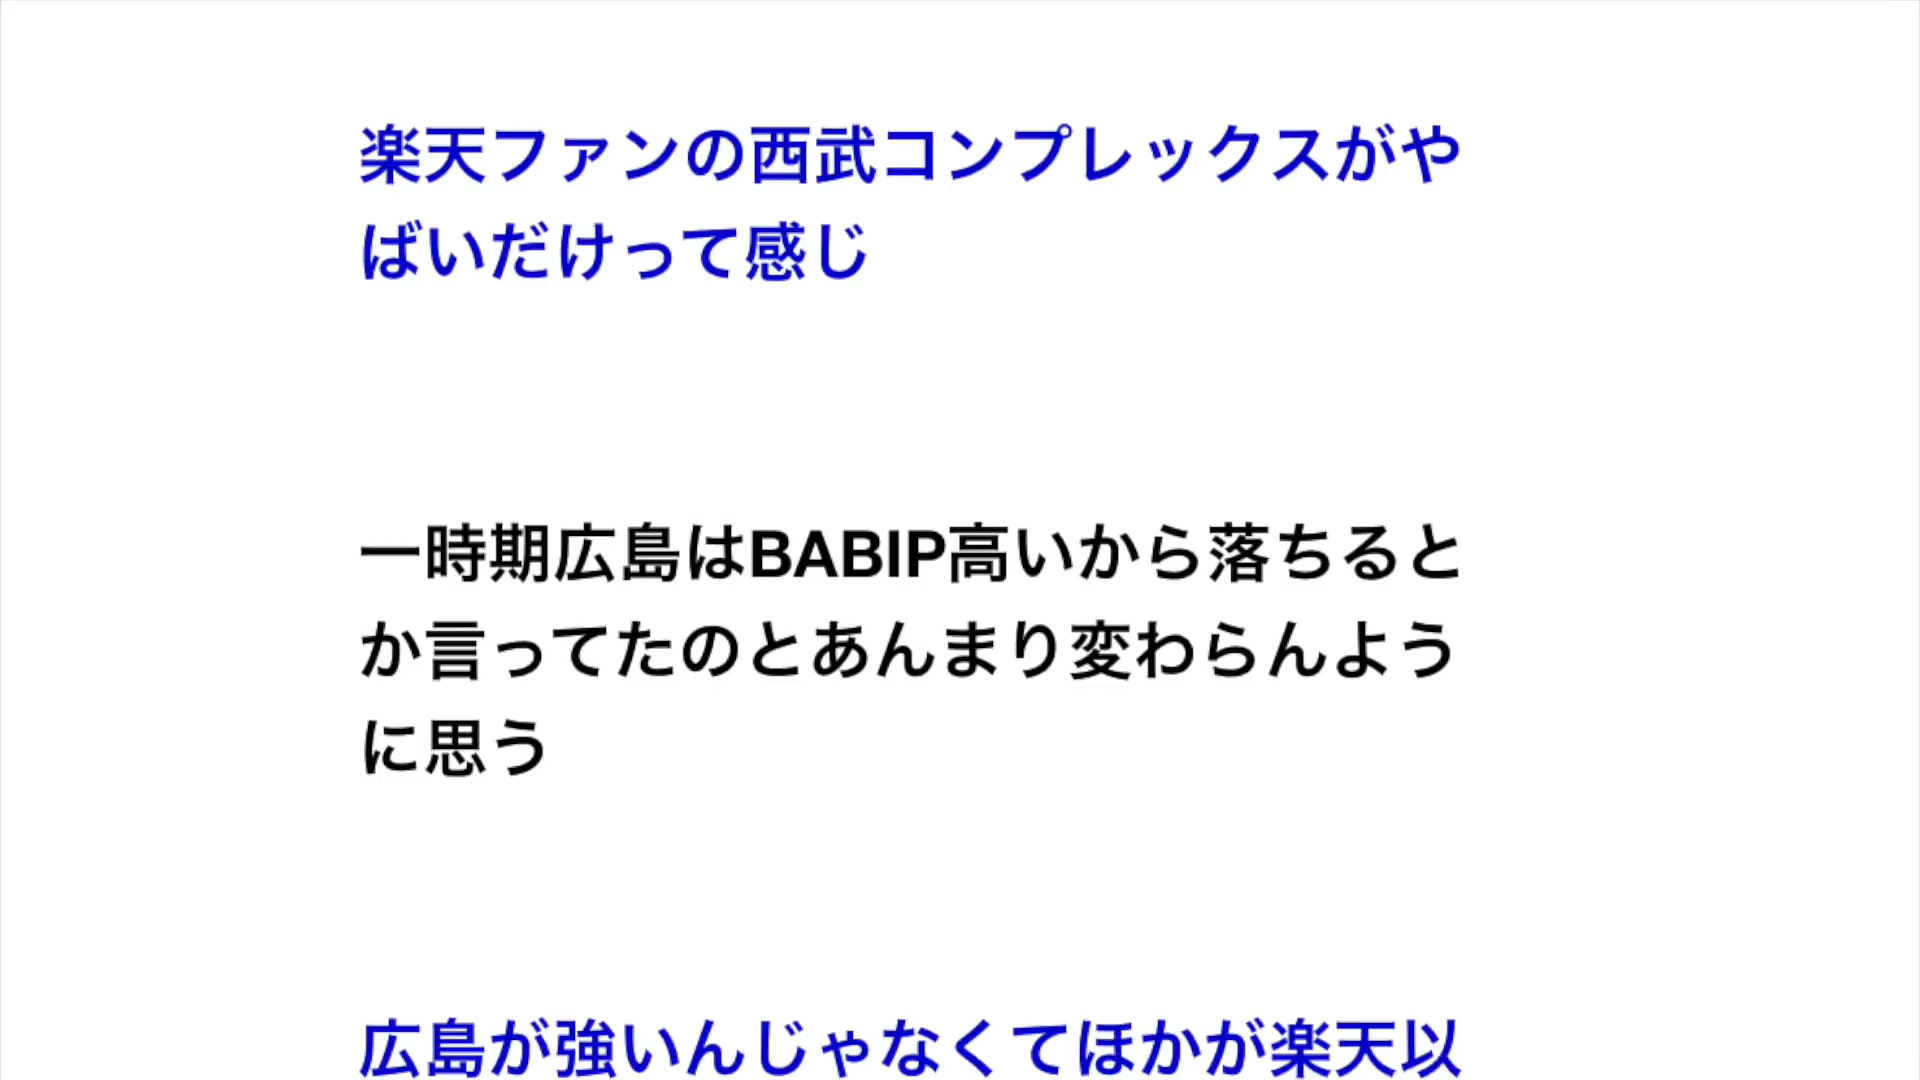 楽天ファンの西武コンプレックスがや
ばいだけって感じ
一時期広島はBABIP高いから落ちると
か言ってたのとあんまり変わらんよう
に思う
広島が強いんじゃなくてほかが楽天以